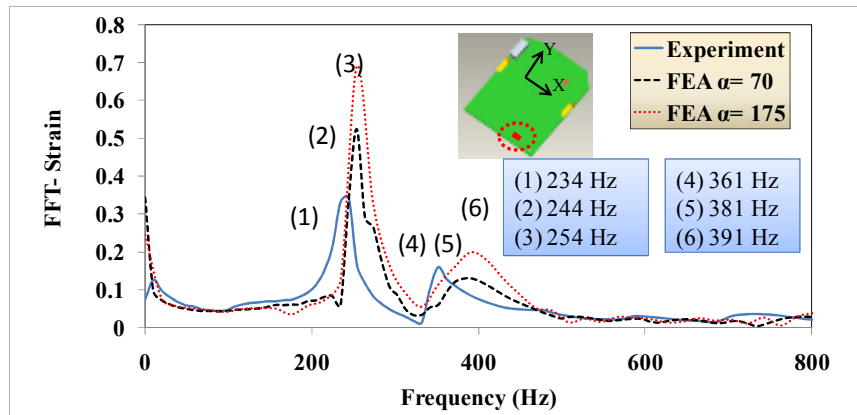 0.8
0.7
0.6
0.5
0.4
0.3
0.2
0.1
0
FFT- Strain
0
200
400
600
800
Frequency (Hz)
(1)
(2)
(3)
(4)
(5)
(6)
Y
X
Experiment
FEA α= 70
FEA α= 175
(1) 234 Hz
(2) 244 Hz
(3) 254 Hz
(4) 361 Hz
(5) 381 Hz
(6) 391 Hz